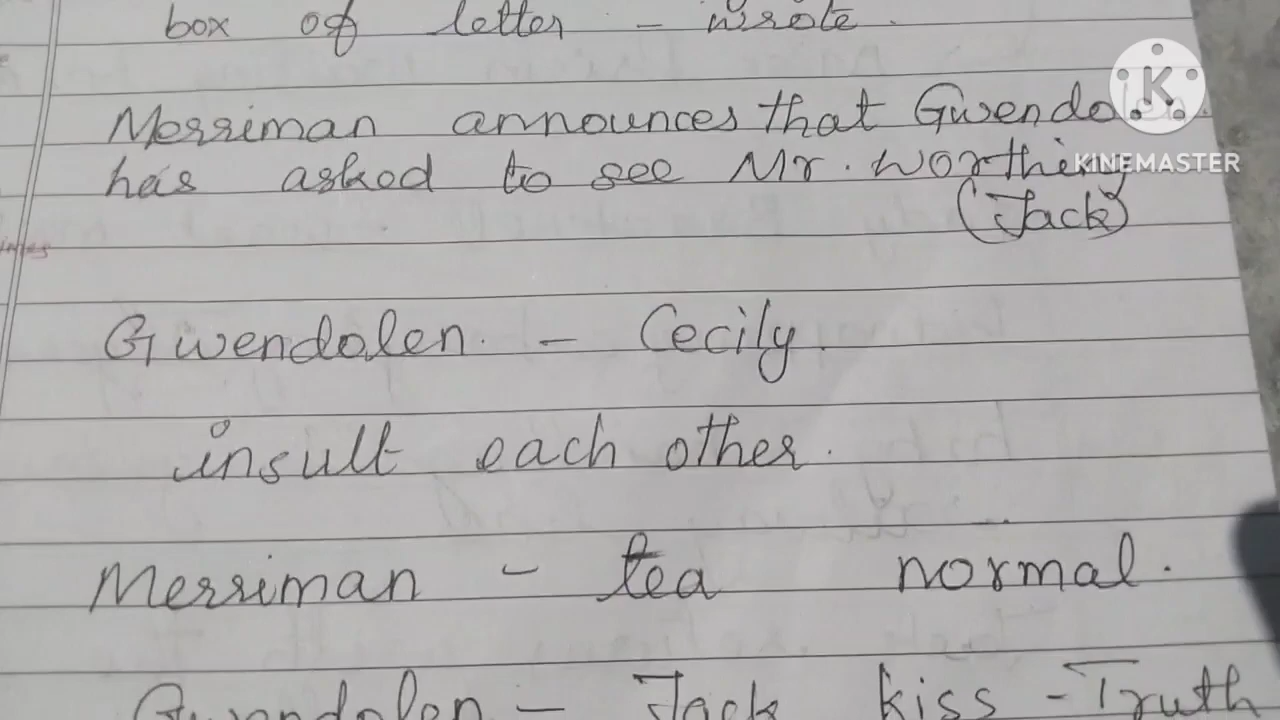 box of letter - wrote.
Merriman announces that Gwendolen.
has asked to see Mr. worthing
(Jack)
Gwendolen. - Cecily.
insult each other.
Merriman - tea normal.
Gwendolen - Jack kiss - Truth
KINEMASTER